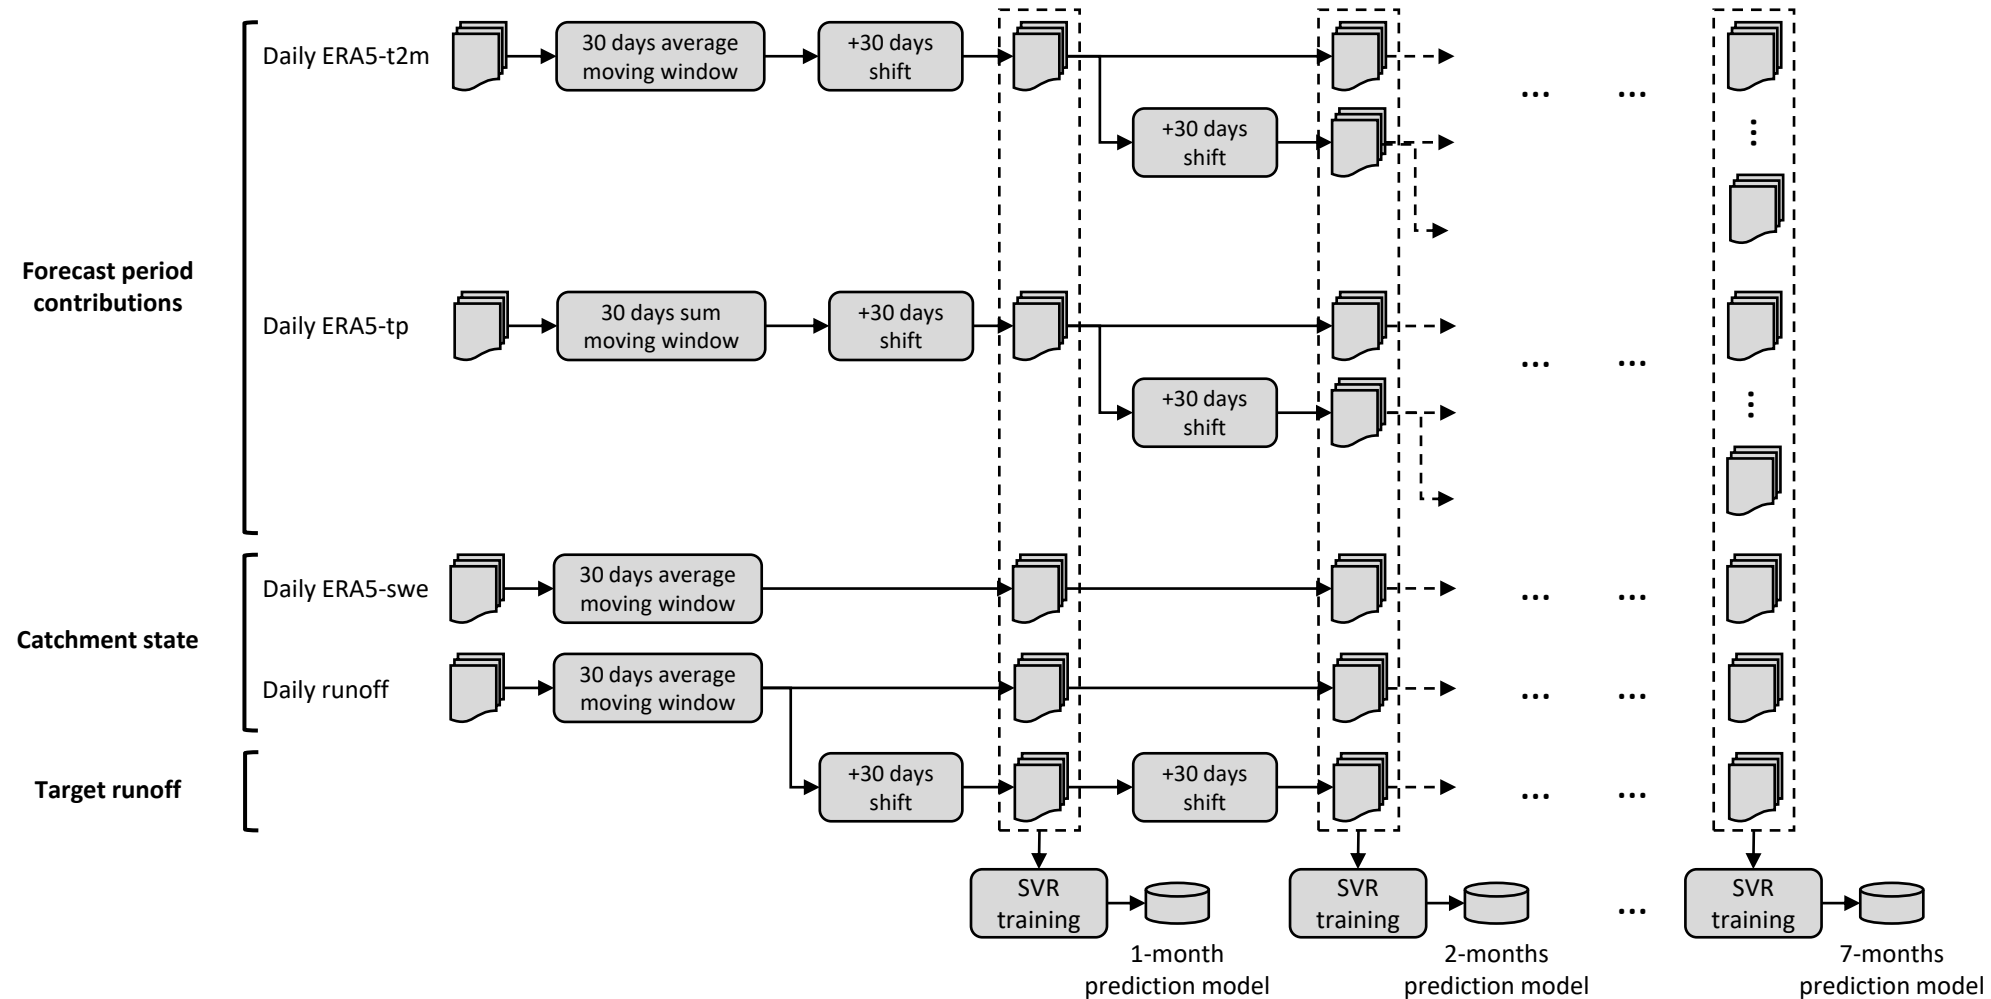 Daily ERA5-t2m
30 days average
moving window
+30 days
shift
+30 days
shift
... ...
...
Forecast period
contributions
Daily ERA5-tp
30 days sum
moving window
+30 days
shift
+30 days
shift
... ...
...
Daily ERA5-swe
30 days average
moving window
... ...
Catchment state
Daily runoff
30 days average
moving window
... ...
Target runoff
+30 days
shift
+30 days
shift
... ...
SVR
training
1-month
prediction model
SVR
training
2-months
prediction model
...
SVR
training
7-months
prediction model